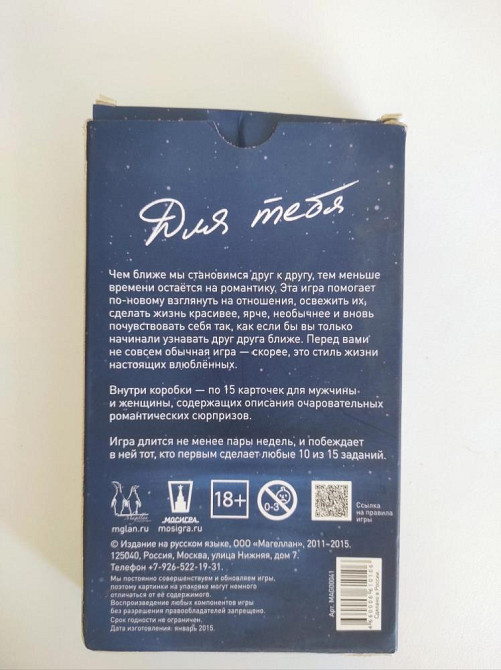 Для тебя
Чем ближе мы становимся друг к другу, тем меньше
времени остаётся на романтику. Эта игра помогает
по-новому взглянуть на отношения, освежить их,
сделать жизнь красивее, ярче, необычнее и вновь
почувствовать себя так, как если бы вы только
начинали узнавать друг друга ближе. Перед вами
не совсем обычная игра — скорее, это стиль жизни
настоящих влюблённых.
Внутри коробки — по 15 карточек для мужчины
и женщины, содержащих описания очаровательных
романтических сюрпризов.
Игра длится не менее пары недель, и побеждает
в ней тот, кто первым сделает любые 10 из 15 заданий.
mglan.ru
МОСИГРА
mosigra.ru
18+
0-3
Ссылка
на правила
игры
© Издание на русском языке, ООО «Магеллан», 2011–2015.
125040, Россия, Москва, улица Нижняя, дом 7.
Телефон +7-926-522-19-31.
Мы постоянно совершенствуем и обновляем игры,
поэтому картинки на упаковке могут немного
отличаться от её содержимого.
Воспроизведение любых компонентов игры
без разрешения правообладателей запрещено.
Срок годности не ограничен.
Дата изготовления: январь 2015.
Арт. MAG00041